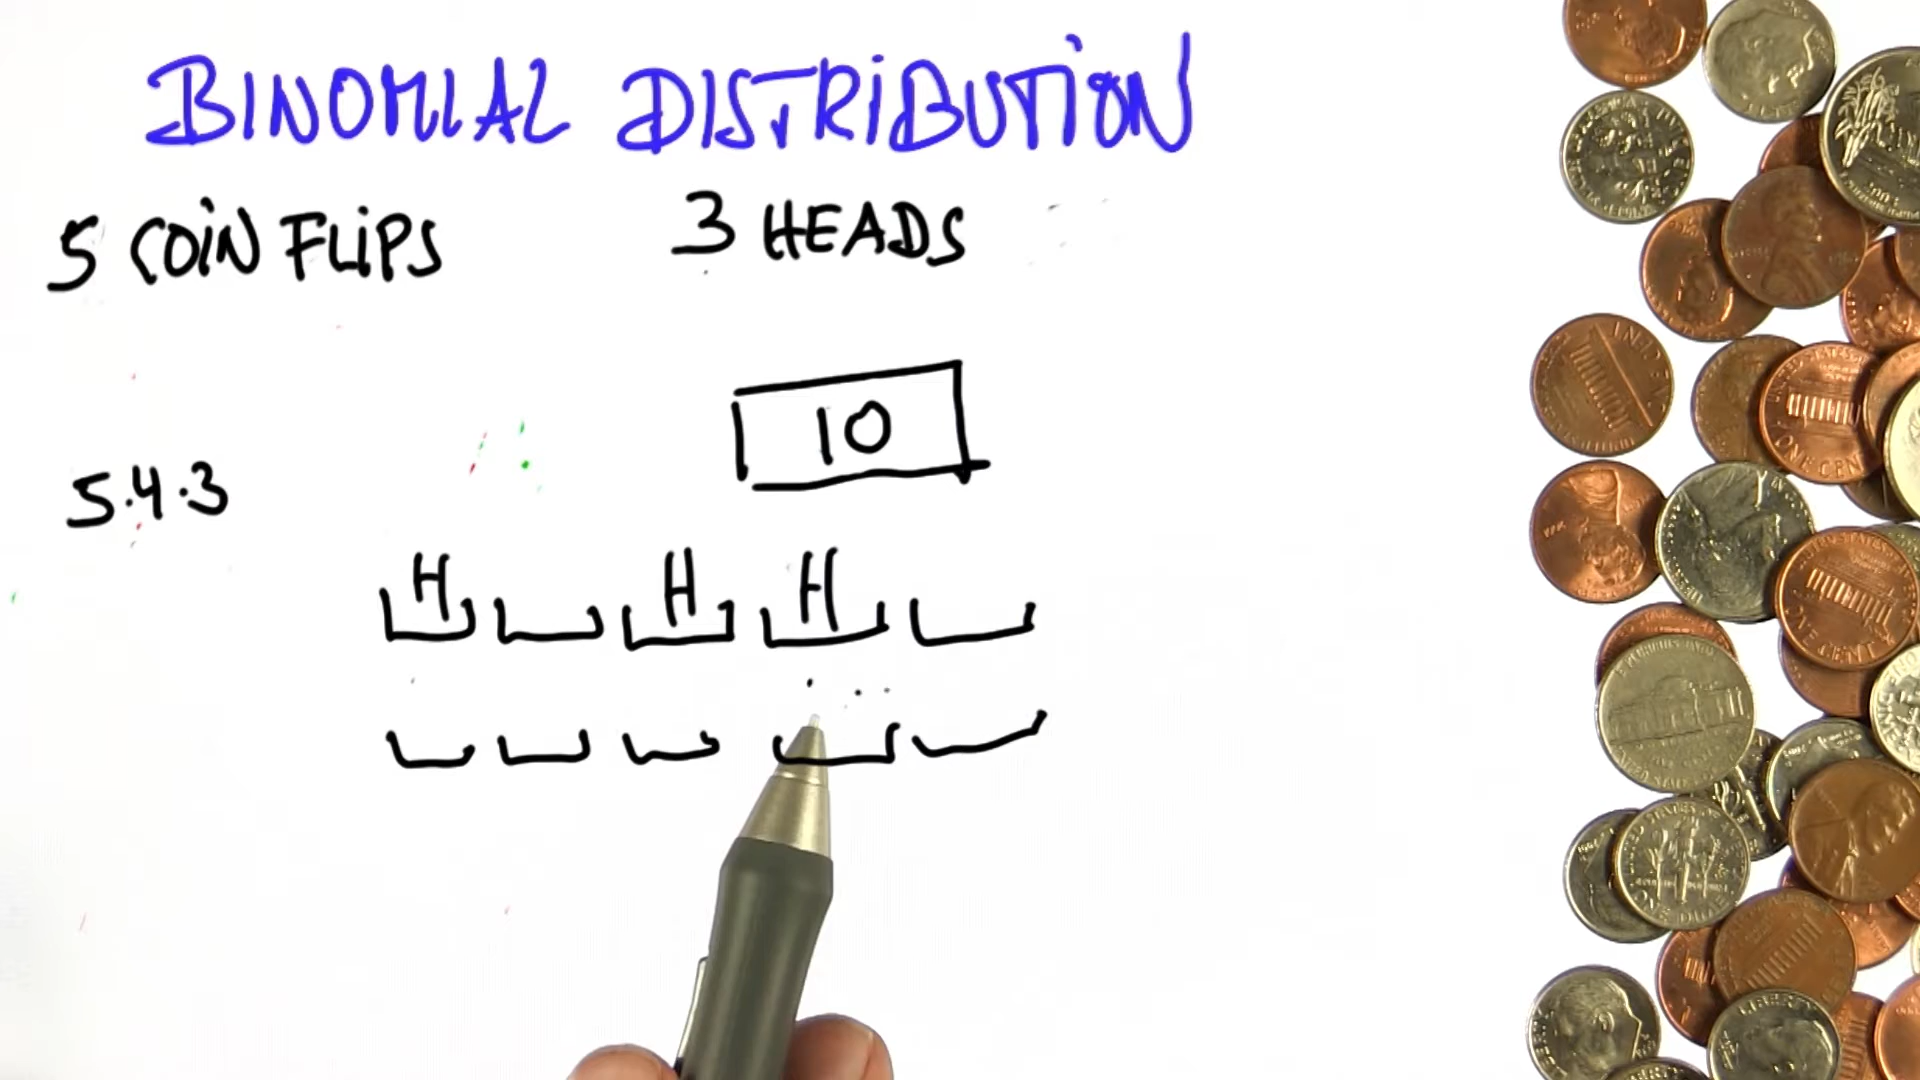 BINOMIAL DISTRIBUTION
5 COIN FLIPS 3 HEADS
10
5.4.3
H H H